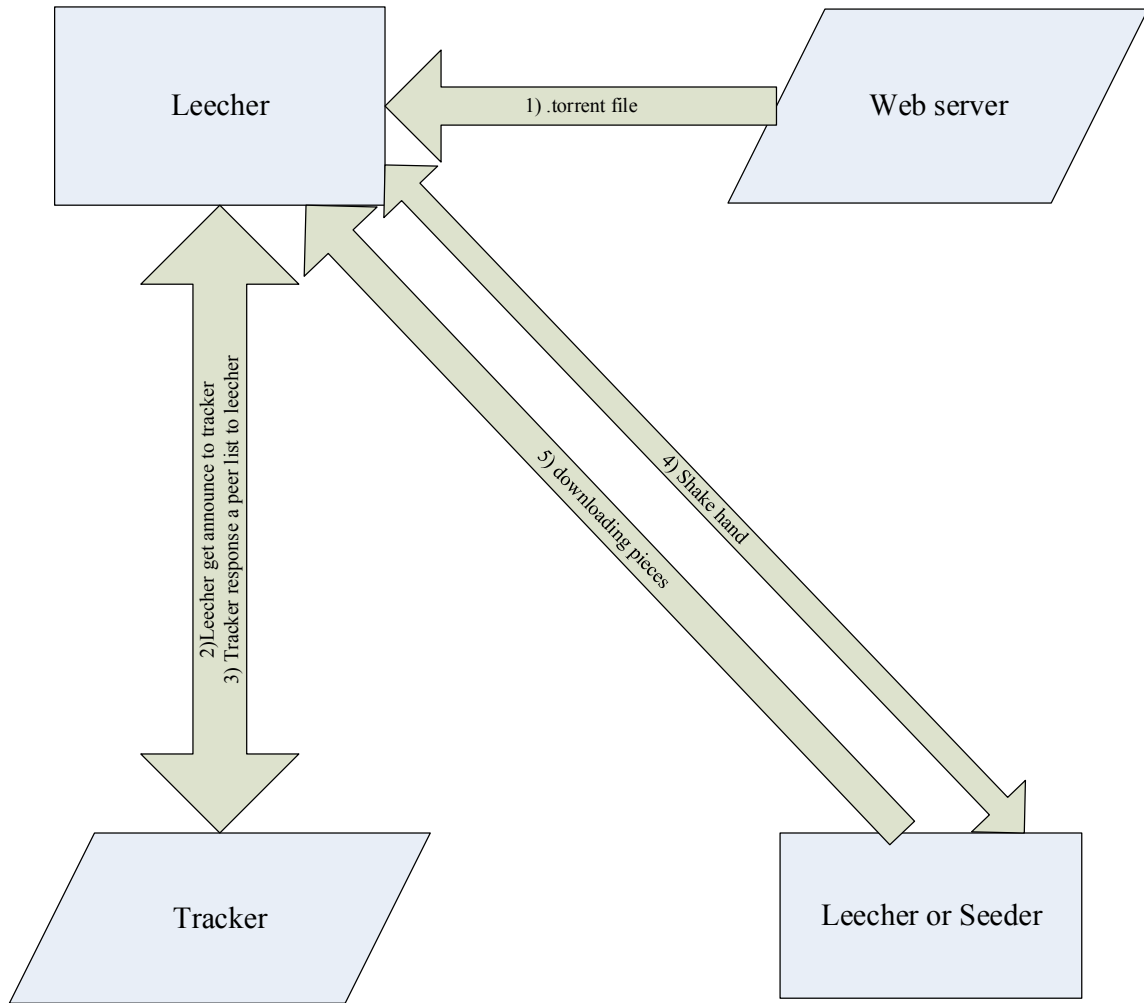 Leecher
1) .torrent file
Web server
2)Leecher get announce to tracker
3) Tracker response a peer list to leecher
4) Shake hand
5) downloading pieces
Tracker
Leecher or Seeder